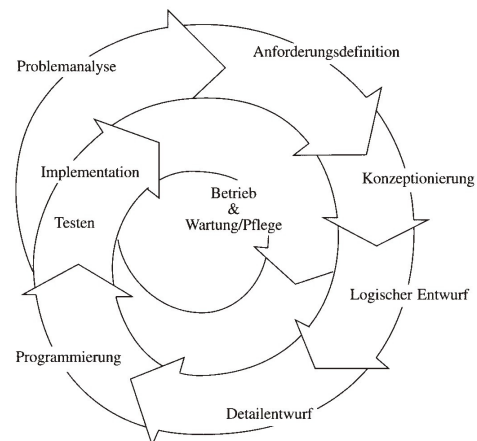 Problemanalyse
Anforderungsdefinition
Konzeptionierung
Logischer Entwurf
Detailentwurf
Programmierung
Testen
Implementation
Betrieb
&
Wartung/Pflege